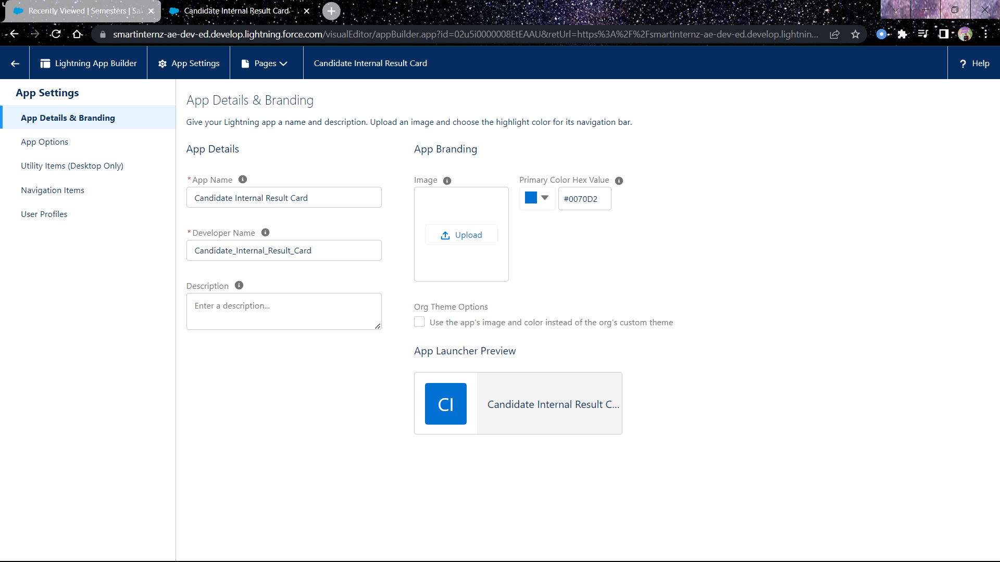 Recently Viewed | Semesters | Sa
Candidate Internal Result Card -
smartinternz-ae-dev-ed.develop.lightning.force.com/visualEditor/appBuilder.app?id=02u5i0000008EtEAAU&retUrl=https%3A%2F%2Fsmartinternz-ae-dev-ed.develop.lightnin...
Lightning App Builder
App Settings
Pages
Candidate Internal Result Card
? Help
App Settings
App Details & Branding
App Options
Utility Items (Desktop Only)
Navigation Items
User Profiles
App Details & Branding
Give your Lightning app a name and description. Upload an image and choose the highlight color for its navigation bar.
App Details
*App Name
Candidate Internal Result Card
*Developer Name
Candidate_Internal_Result_Card
Description
Enter a description...
App Branding
Image
Upload
Primary Color Hex Value
#0070D2
Org Theme Options
Use the app's image and color instead of the org's custom theme
App Launcher Preview
CI
Candidate Internal Result C...